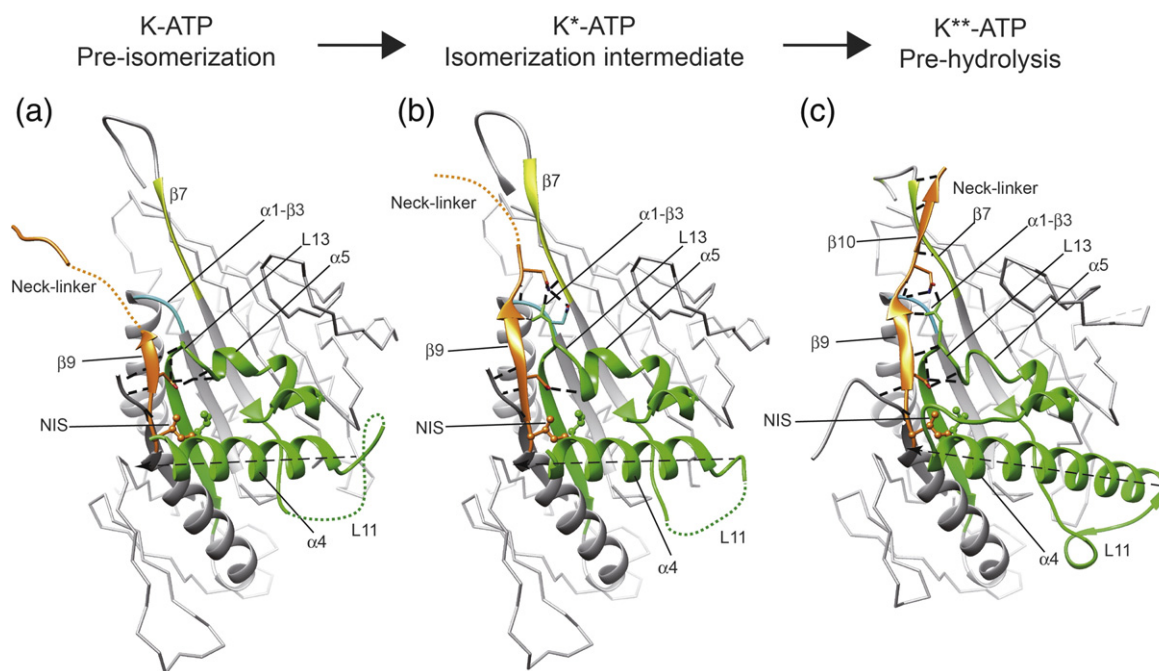 K-ATP
Pre-isomerization
K*-ATP
Isomerization intermediate
K**-ATP
Pre-hydrolysis
(a)
β7
Neck-linker
α1-β3
L13
α5
β9
NIS
L11
α4
(b)
β7
Neck-linker
α1-β3
L13
α5
β9
NIS
L11
α4
(c)
Neck-linker
β7
β10
α1-β3
L13
α5
β9
NIS
L11
α4